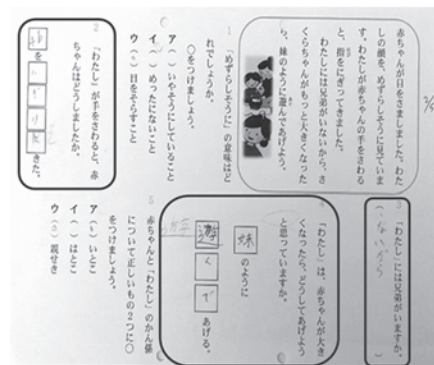 赤ちゃんが目をさました。わた
しの顔を、めずらしそうに見ていま
す。わたしが赤ちゃんの手をさわる
と、指をにぎってきました。
わたしには兄弟がいないから、さ
くらちゃんがもっと大きくなった
ら、妹のように遊んであげよう。
1 「めずらしそうに」の意味はど
れでしょうか。
○をつけましょう。
ア( )いやそうにしていること
イ( )めったにないこと
ウ( )目をそらすこと
2 「わたし」が手をさわると、赤
ちゃんはどうしましたか。
を
きた。
3 「わたし」には兄弟がいますか。
( いないから )
4 「わたし」は、赤ちゃんが大き
くなったら、どうしてあげよう
と思っていますか。
妹 のように
あげる。
5 赤ちゃんと「わたし」のかん係
について正しいもの2つに○
をつけましょう。
ア( )いとこ
イ( )はとこ
ウ( )親せき